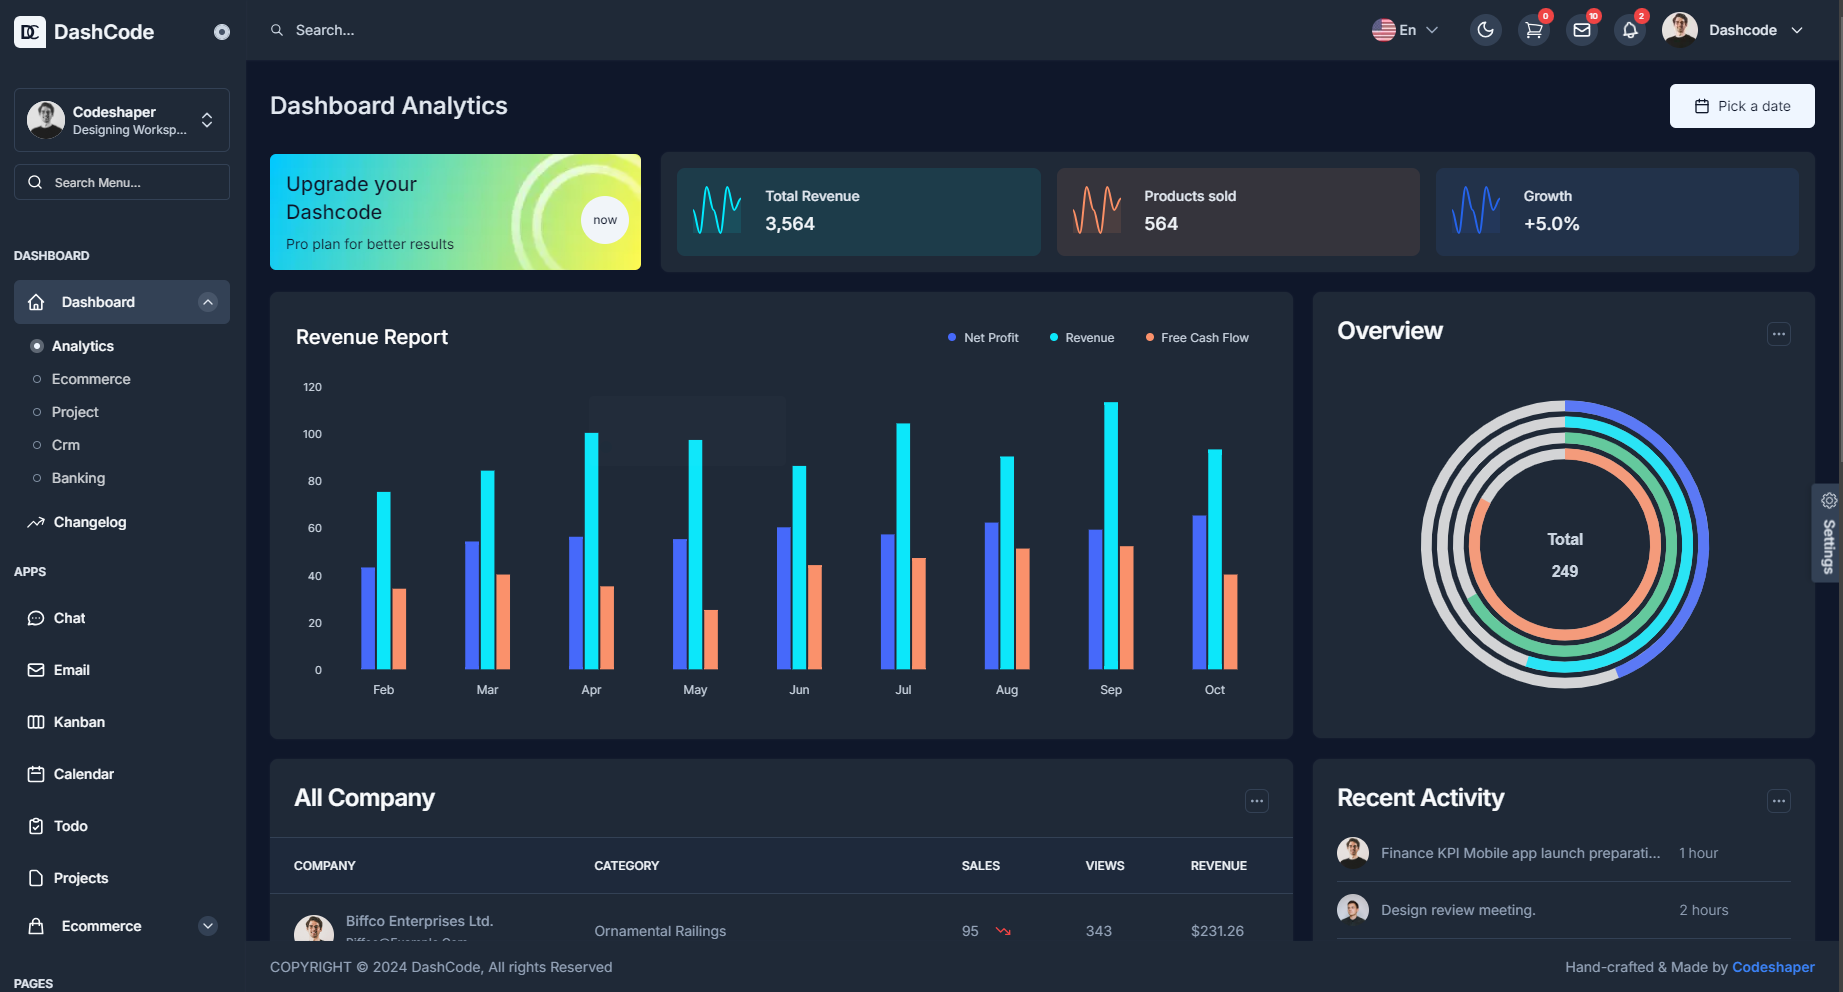 DC DashCode
Search...
En
0
10
2
Dashcode
Codeshaper
Designing Worksp...
Search Menu...
DASHBOARD
Dashboard
Analytics
Ecommerce
Project
Crm
Banking
Changelog
APPS
Chat
Email
Kanban
Calendar
Todo
Projects
Ecommerce
PAGES
Dashboard Analytics
Pick a date
Upgrade your
Dashcode
Pro plan for better results
now
Total Revenue
3,564
Products sold
564
Growth
+5.0%
Revenue Report
Net Profit Revenue Free Cash Flow
120
100
80
60
40
20
0
Feb Mar Apr May Jun Jul Aug Sep Oct
Overview
Total
249
Settings
All Company
COMPANY CATEGORY SALES VIEWS REVENUE
Biffco Enterprises Ltd.
Biffco@Example.Com
Ornamental Railings 95 343 $231.26
Recent Activity
Finance KPI Mobile app launch preparati... 1 hour
Design review meeting. 2 hours
COPYRIGHT © 2024 DashCode, All rights Reserved
Hand-crafted & Made by Codeshaper